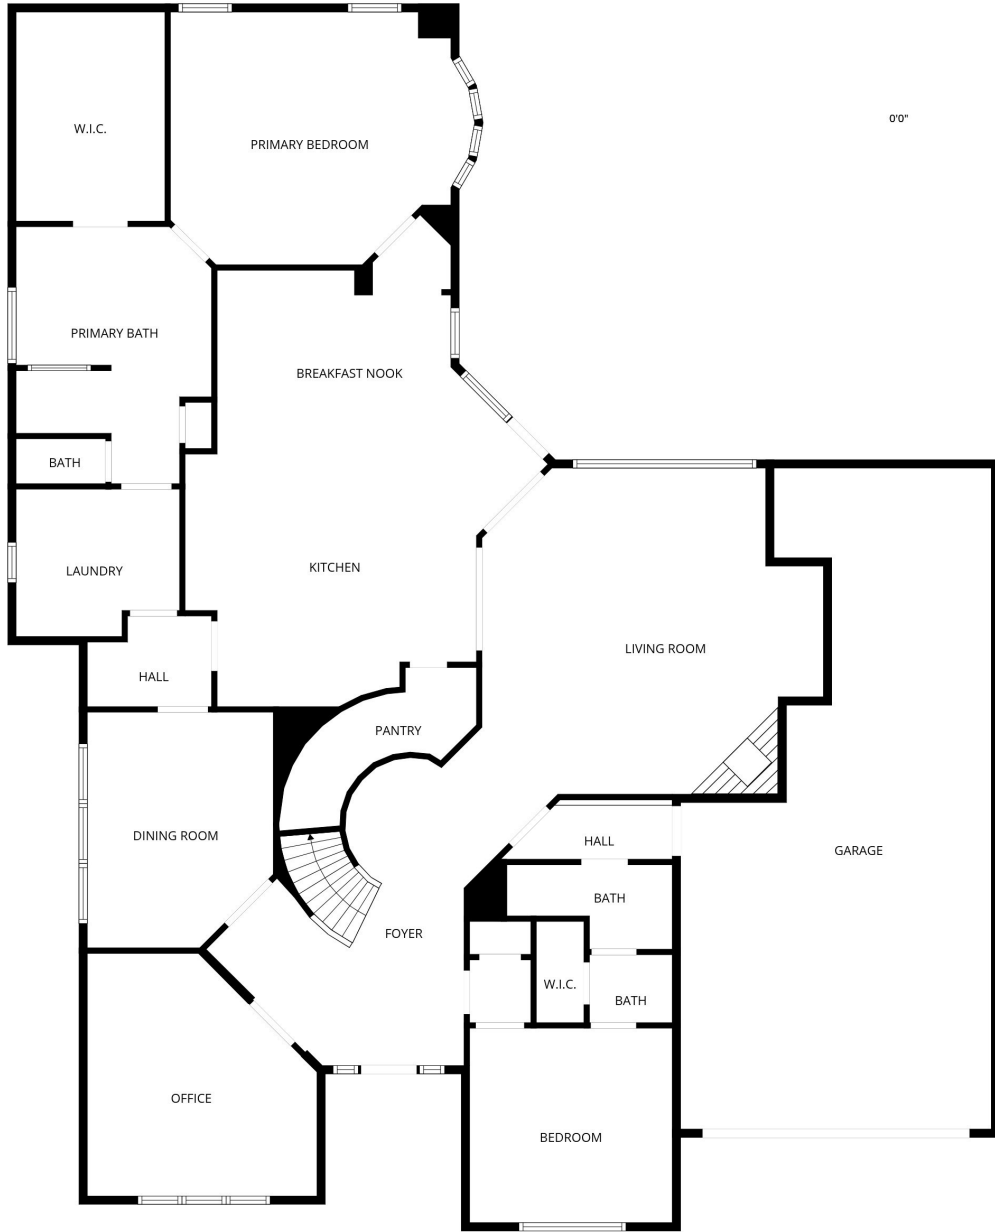 0'0"
W.I.C.
PRIMARY BEDROOM
PRIMARY BATH
BREAKFAST NOOK
BATH
LAUNDRY
KITCHEN
LIVING ROOM
HALL
PANTRY
DINING ROOM
HALL
GARAGE
BATH
FOYER
W.I.C.
BATH
OFFICE
BEDROOM